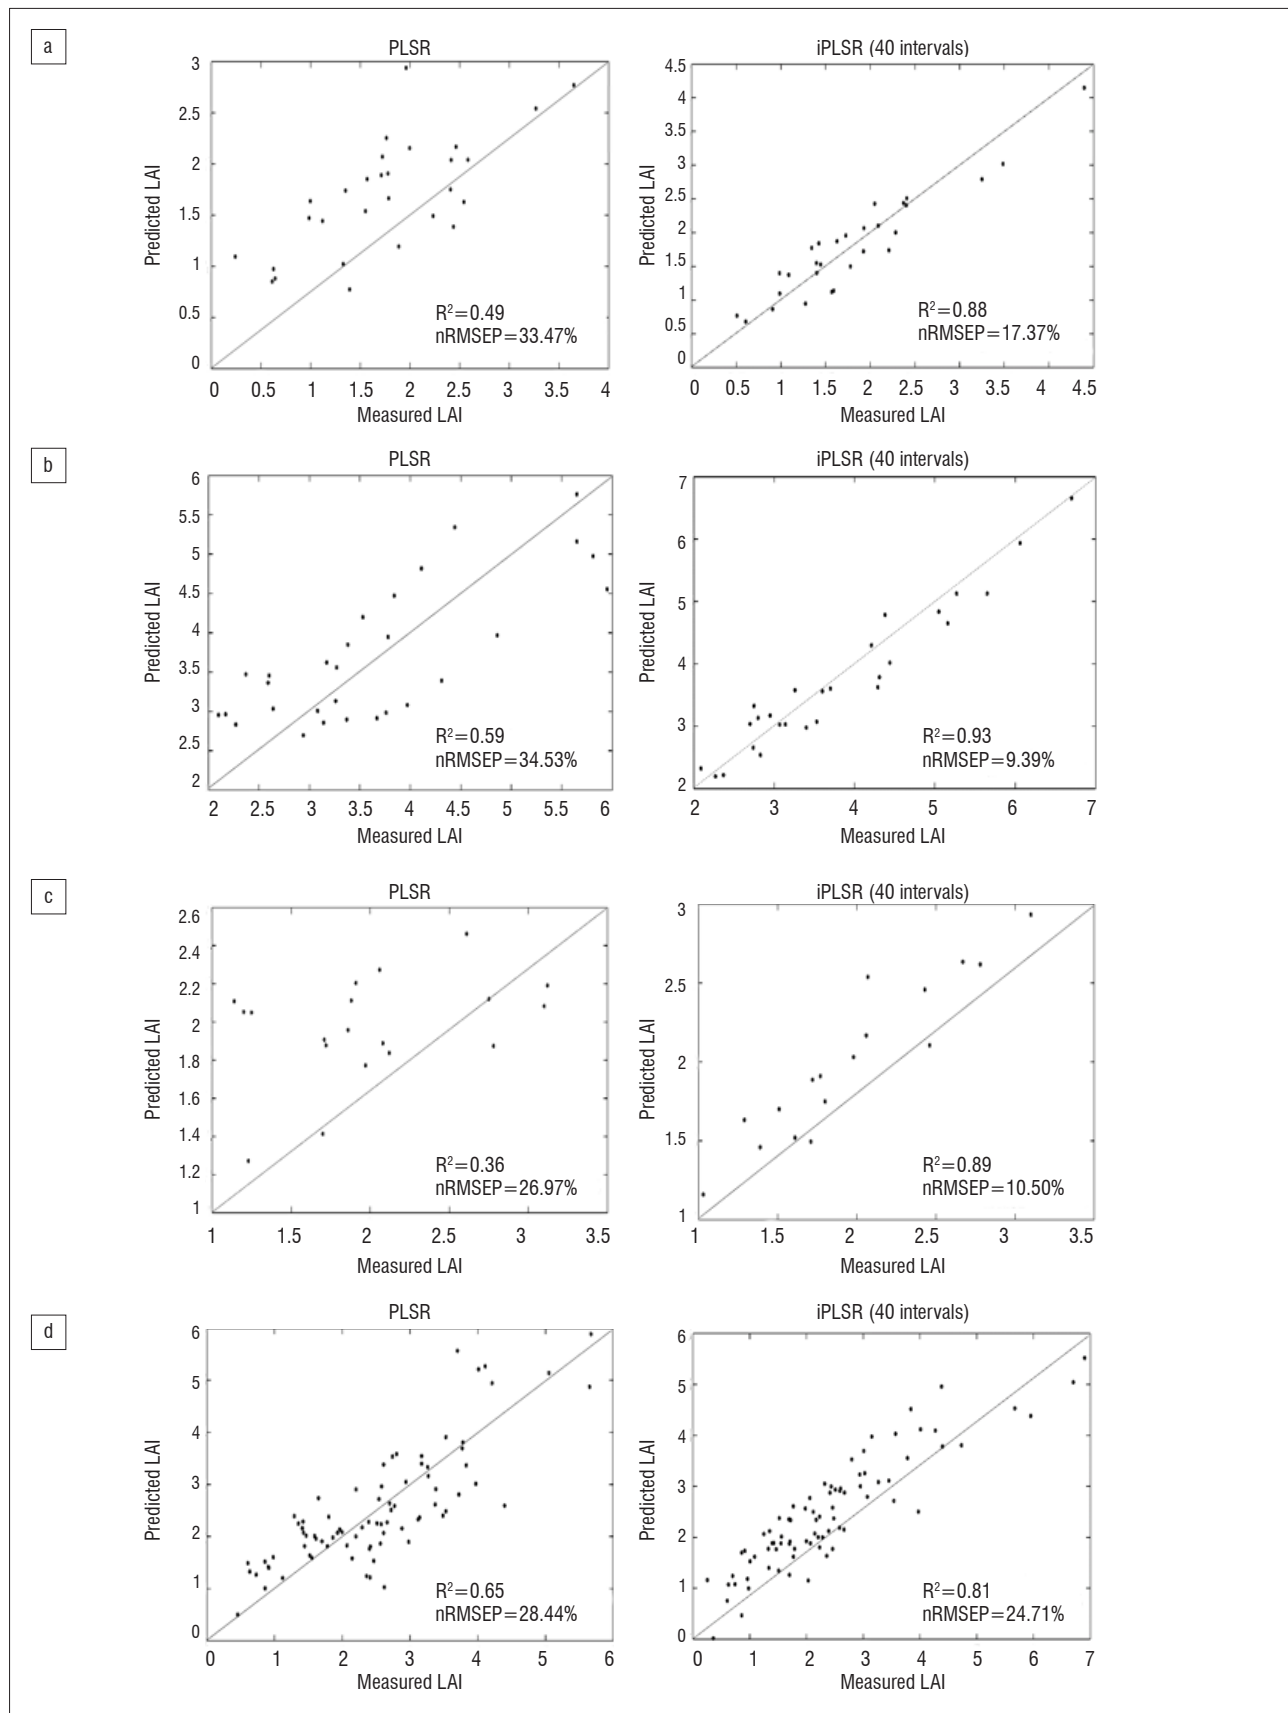 a
PLSR
3
2.5
2
1.5
1
0.5
0
Predicted LAI
R²=0.49
nRMSEP=33.47%
0 0.5 1 1.5 2 2.5 3 3.5 4
Measured LAI
iPLSR (40 intervals)
4.5
4
3.5
3
2.5
2
1.5
1
0.5
0
Predicted LAI
R²=0.88
nRMSEP=17.37%
0 0.5 1 1.5 2 2.5 3 3.5 4 4.5
Measured LAI
b
PLSR
6
5.5
5
4.5
4
3.5
3
2.5
2
Predicted LAI
R²=0.59
nRMSEP=34.53%
2 2.5 3 3.5 4 4.5 5 5.5 6
Measured LAI
iPLSR (40 intervals)
7
6
5
4
3
2
Predicted LAI
R²=0.93
nRMSEP=9.39%
2 3 4 5 6 7
Measured LAI
c
PLSR
2.6
2.4
2.2
2
1.8
1.6
1.4
1.2
1
Predicted LAI
R²=0.36
nRMSEP=26.97%
1 1.5 2 2.5 3 3.5
Measured LAI
iPLSR (40 intervals)
3
2.5
2
1.5
1
Predicted LAI
R²=0.89
nRMSEP=10.50%
1 1.5 2 2.5 3 3.5
Measured LAI
d
PLSR
6
5
4
3
2
1
0
Predicted LAI
R²=0.65
nRMSEP=28.44%
0 1 2 3 4 5 6
Measured LAI
iPLSR (40 intervals)
6
5
4
3
2
1
0
Predicted LAI
R²=0.81
nRMSEP=24.71%
0 1 2 3 4 5 6 7
Measured LAI